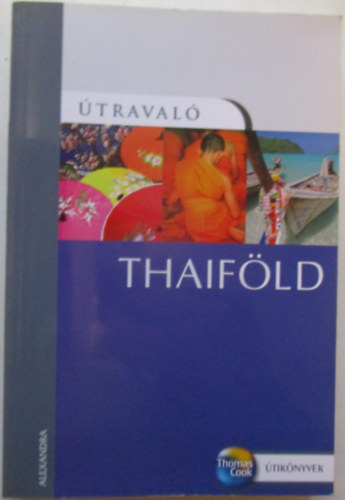 ÚTRAVALÓ
THAIFÖLD
ALEXANDRA
Thomas
Cook
ÚTIKÖNYVEK